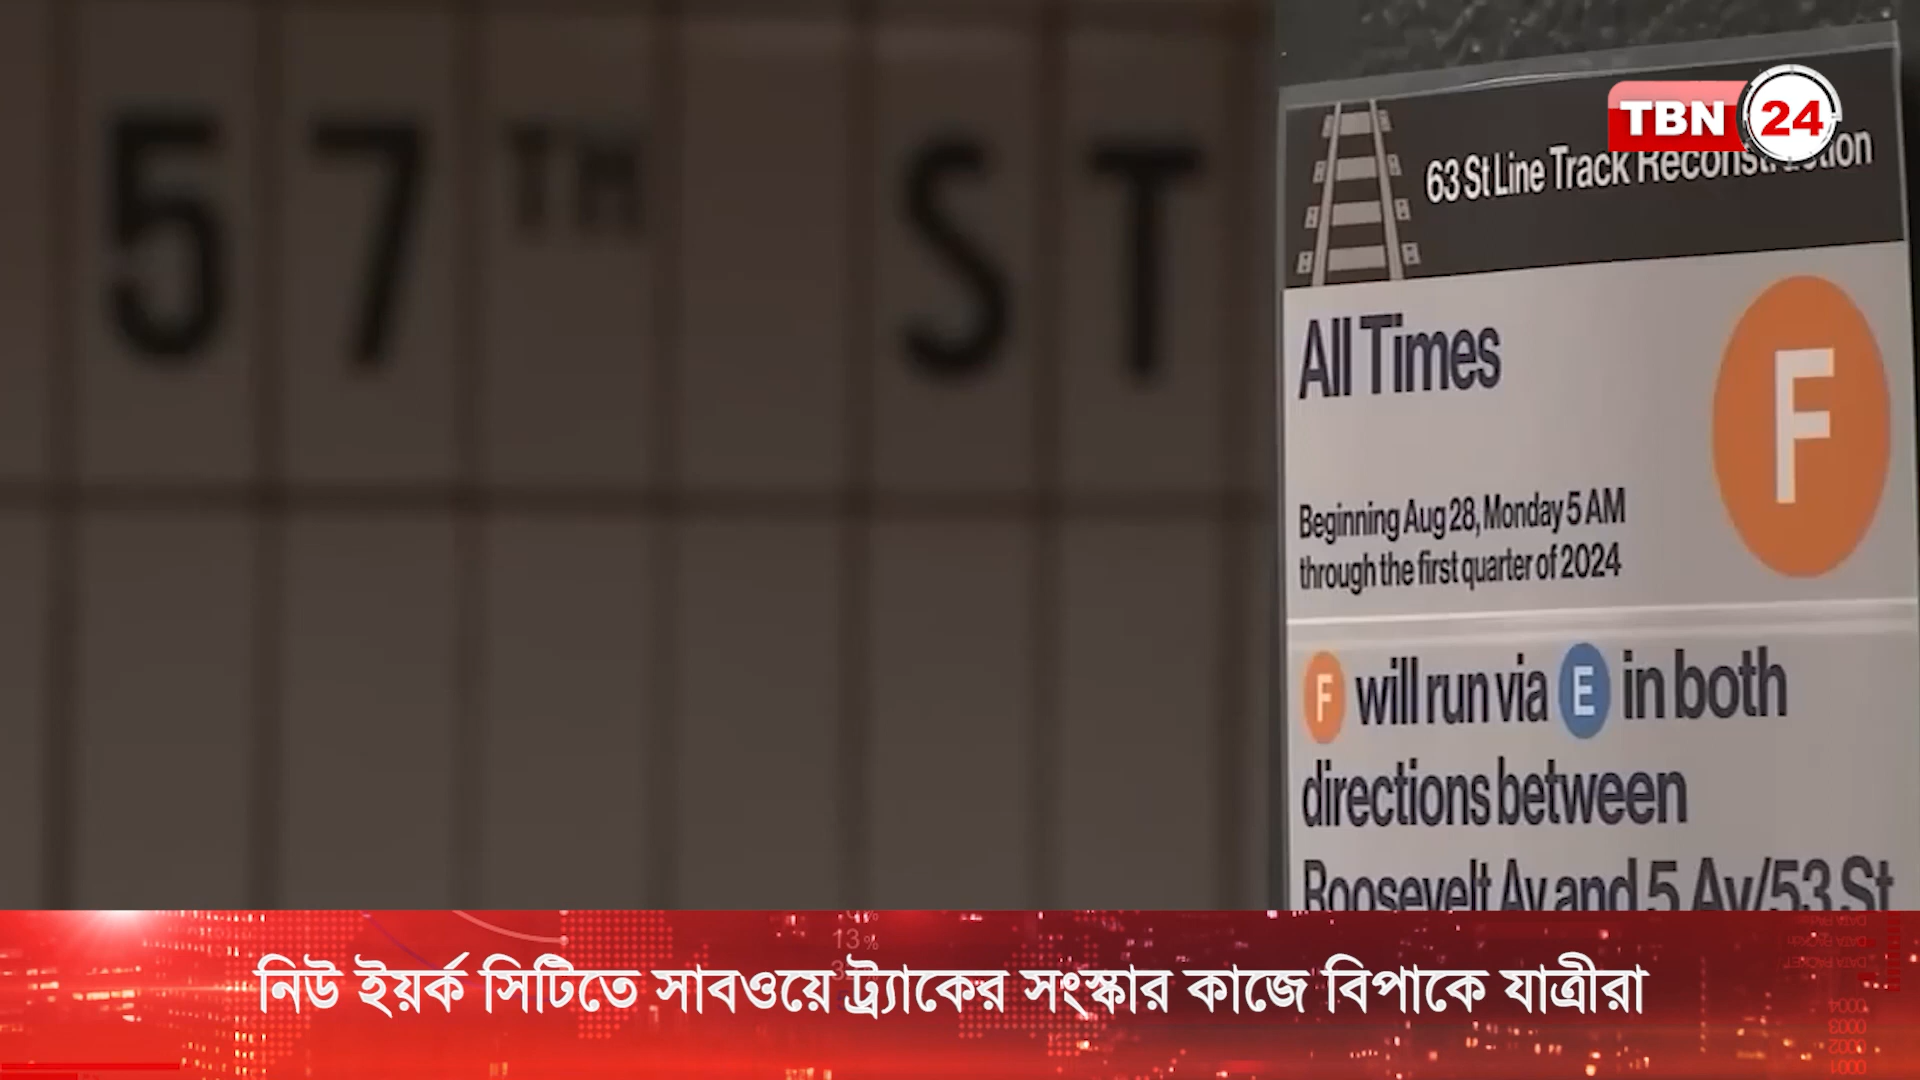 57TH ST
TBN 24
63 St Line Track Reconstruction
All Times
F
Beginning Aug 28, Monday 5 AM
through the first quarter of 2024
F will run via E in both
directions between
Roosevelt Av and 5 Av/53 St
নিউ ইয়র্ক সিটিতে সাবওয়ে ট্র্যাকের সংস্কার কাজে বিপাকে যাত্রীরা